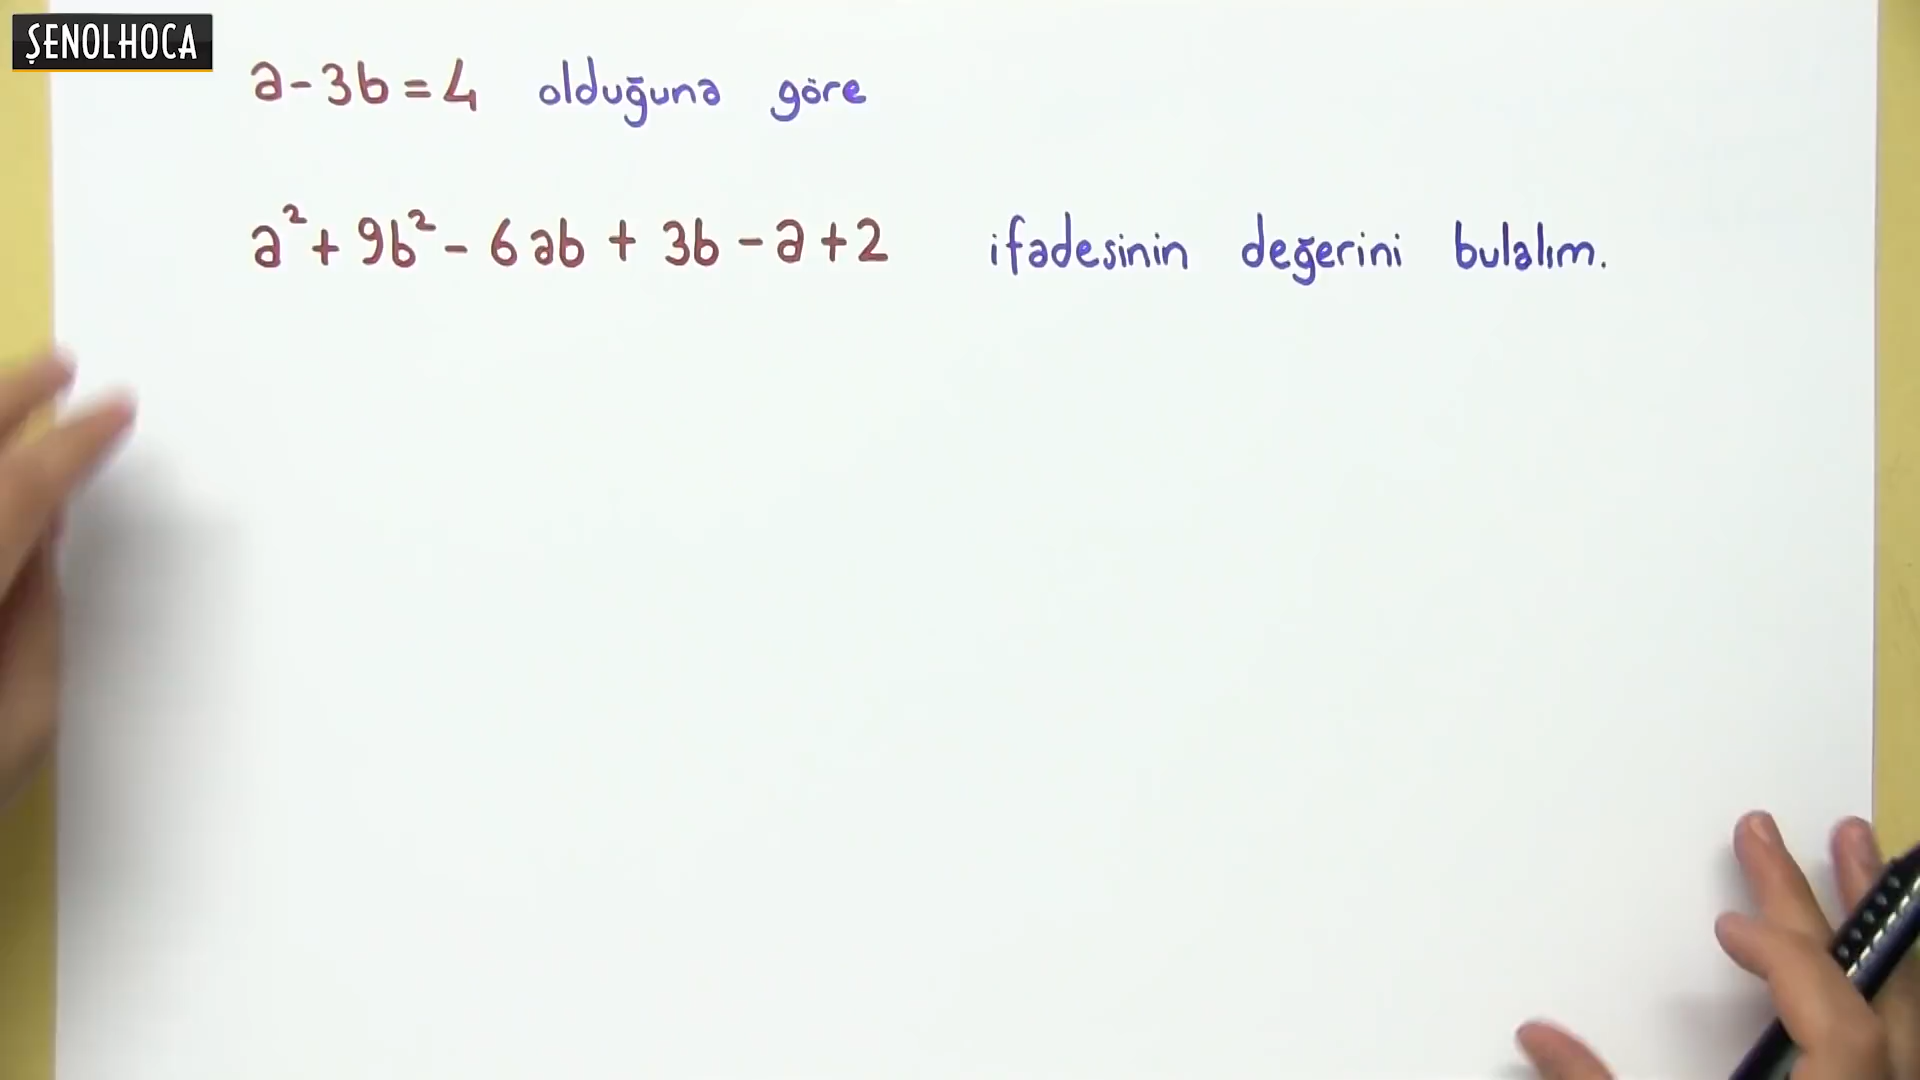 ŞENOLHOCA
a-3b=4 olduğuna göre
a²+9b²-6ab+3b-a+2 ifadesinin değerini bulalım.